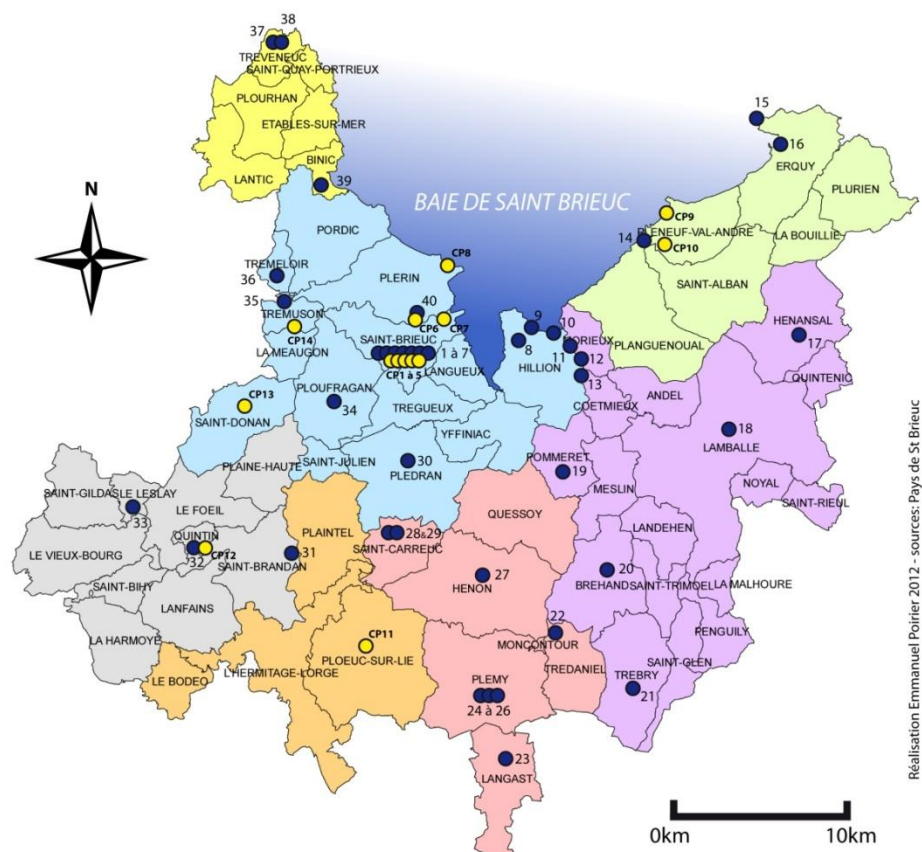 38
37
TREVENEUC
SAINT-QUAY-PORTRIEUX
PLOURHAN
ETABLES-SUR-MER
BINIC
LANTIC
39
15
16
ERQUY
PLURIEN
N
BAIE DE SAINT BRIEUC
CP9
PLENEUF-VAL-ANDRE
14
CP10
LA BOUILLIE
PORDIC
CP8
TREMELOIR
36
PLERIN
SAINT-ALBAN
35
TREMUSON
40
CP6
CP7
9
10
HENANSAL
CP14
SAINT-BRIEUC
1 à 7
8
MORIEUX
17
LA MEAUGON
LANGUEUX
HILLION
11
12
PLANGUENOUAL
CP1 à 5
13
QUINTENIC
CP13
PLOUFRAGAN
34
ANDEL
SAINT-DONAN
TREGUEUX
COETMIEUX
18
YFFINIAC
LAMBALLE
PLAINE-HAUTE
SAINT-JULIEN
30
PLEDRAN
POMMERET
19
NOYAL
SAINT-GILDAS
LE LESLAY
MESLIN
SAINT-RIEUL
33
LE FOEIL
QUESSOY
PLAINTEL
LANDEHEN
28&29
QUINTIN
CP12
32
SAINT-CARREUC
LE VIEUX-BOURG
31
SAINT-BRANDAN
27
20
SAINT-BIHY
HENON
BREHAND
SAINT-TRIMOEL
LA MALHOURE
LANFAINS
22
LA HARMOYE
CP11
MONCONTOUR
PENGUILY
PLOEUC-SUR-LIE
TREDANIEL
SAINT-GLEN
L'HERMITAGE-LORGE
LE BODEO
PLEMY
TREBRY
21
24 à 26
23
LANGAST
0km
10km
Réalisation Emmanuel Poirier 2012 - sources: Pays de St Brieuc